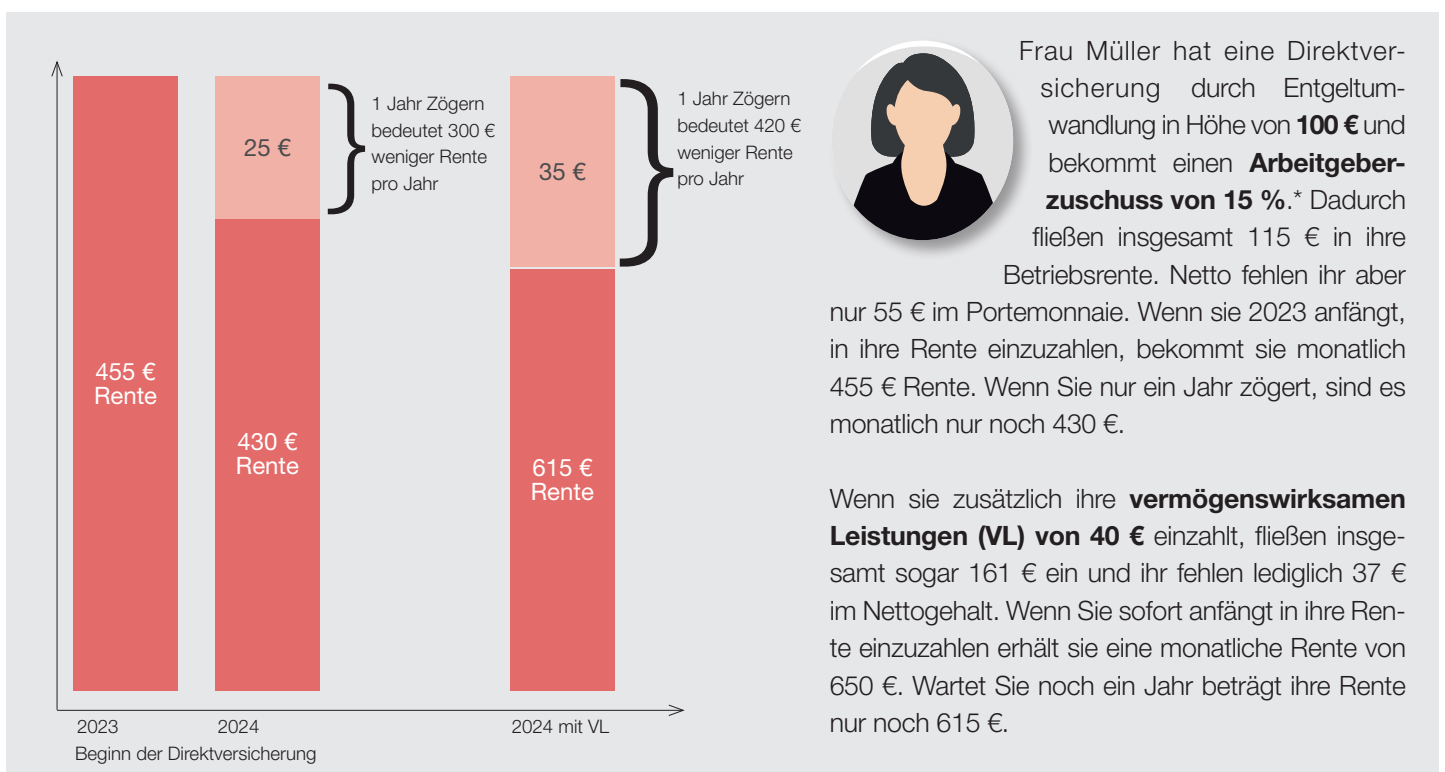 455 €
Rente
25 €
430 €
Rente
1 Jahr Zögern
bedeutet 300 €
weniger Rente
pro Jahr
35 €
615 €
Rente
1 Jahr Zögern
bedeutet 420 €
weniger Rente
pro Jahr
2023
2024
2024 mit VL
Beginn der Direktversicherung
Frau Müller hat eine Direktver-
sicherung durch Entgeltum-
wandlung in Höhe von 100 € und
bekommt einen Arbeitgeber-
zuschuss von 15 %.* Dadurch
fließen insgesamt 115 € in ihre
Betriebsrente. Netto fehlen ihr aber
nur 55 € im Portemonnaie. Wenn sie 2023 anfängt,
in ihre Rente einzuzahlen, bekommt sie monatlich
455 € Rente. Wenn Sie nur ein Jahr zögert, sind es
monatlich nur noch 430 €.
Wenn sie zusätzlich ihre vermögenswirksamen
Leistungen (VL) von 40 € einzahlt, fließen insge-
samt sogar 161 € ein und ihr fehlen lediglich 37 €
im Nettogehalt. Wenn Sie sofort anfängt in ihre Ren-
te einzuzahlen erhält sie eine monatliche Rente von
650 €. Wartet Sie noch ein Jahr beträgt ihre Rente
nur noch 615 €.